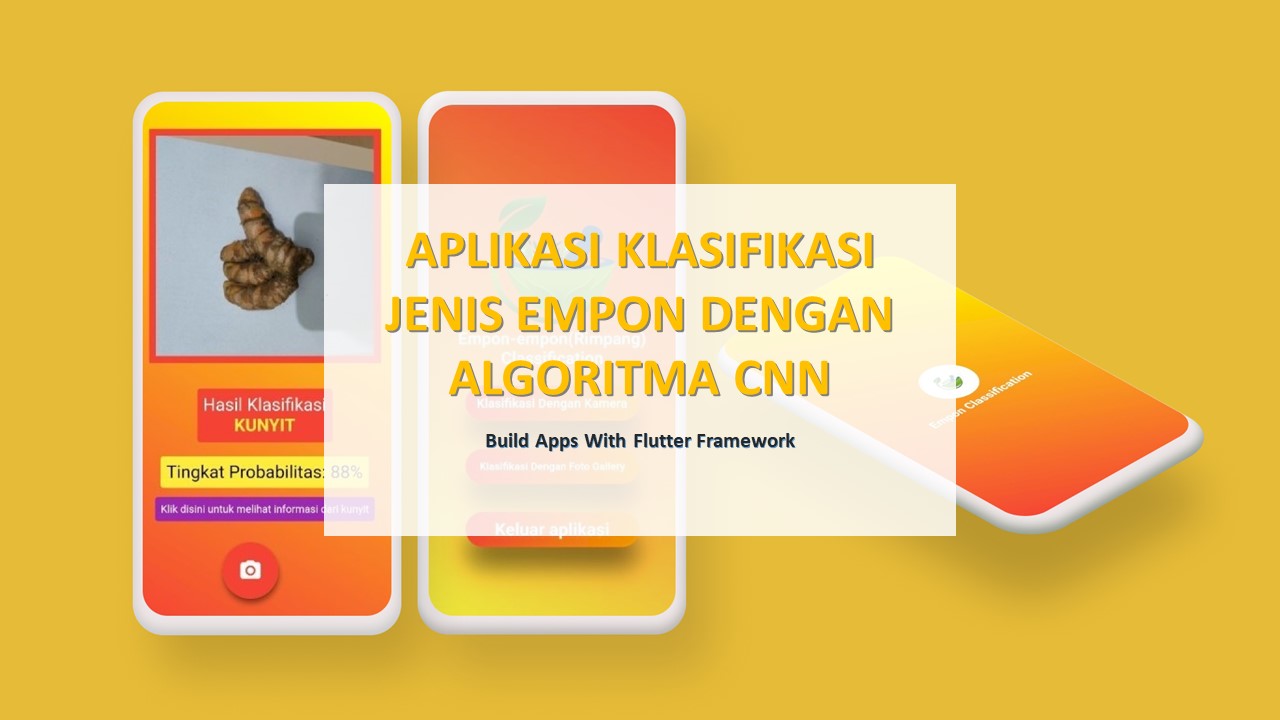 APLIKASI KLASIFIKASI
JENIS EMPON DENGAN
ALGORITMA CNN
Build Apps With Flutter Framework
Hasil Klasifikasi
KUNYIT
Tingkat Probabilitas: 88%
Klik disini untuk melihat informasi dari kunyit
Empon-empon(Rimpang)
Classification
Klasifikasi Dengan Kamera
Klasifikasi Dengan Foto Gallery
Keluar aplikasi
Empon Classification